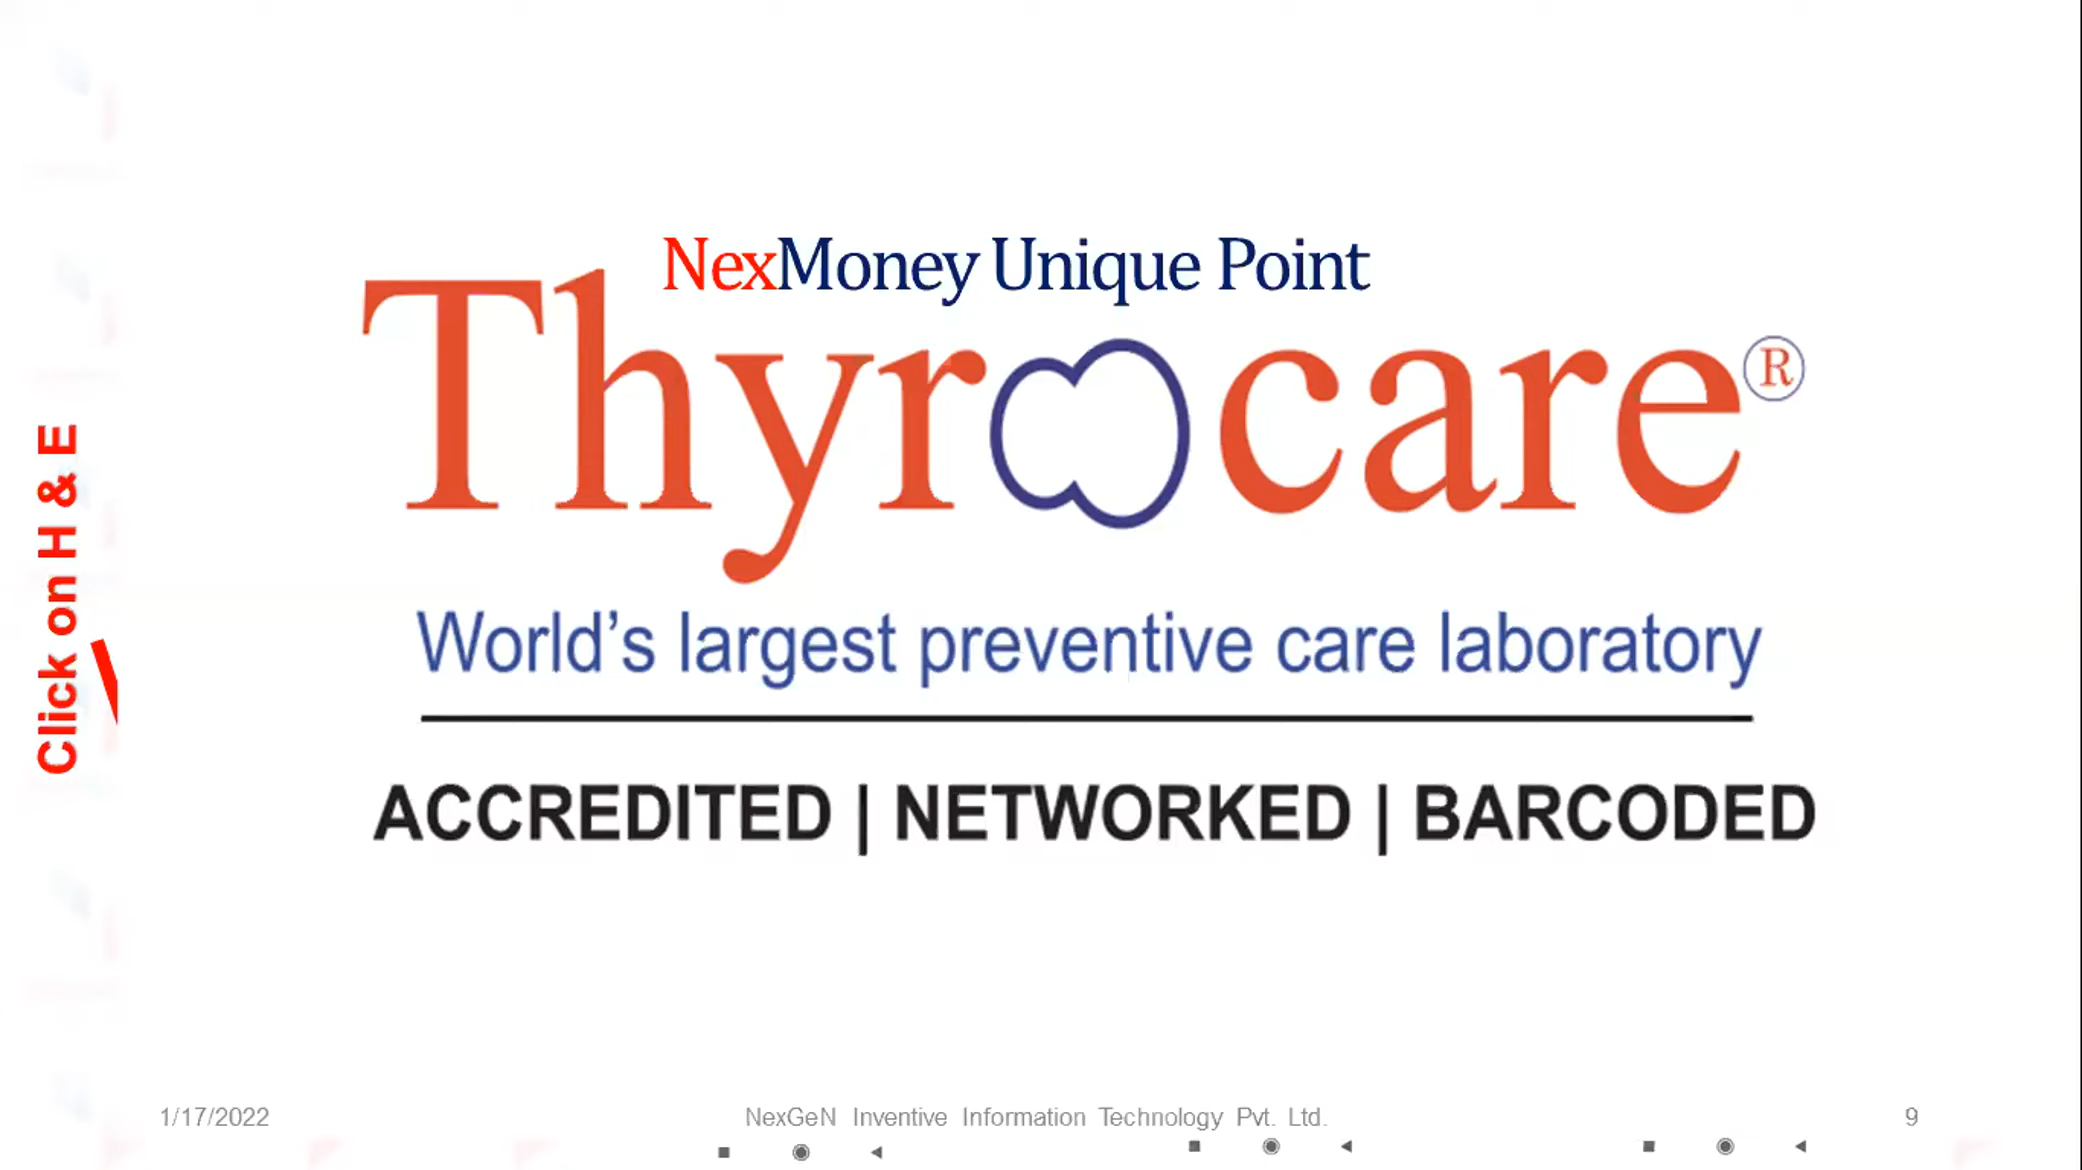 NexMoney Unique Point
Thyrocare®
World's largest preventive care laboratory
ACCREDITED | NETWORKED | BARCODED
Click on H & E
1/17/2022
NexGeN Inventive Information Technology Pvt. Ltd.
9